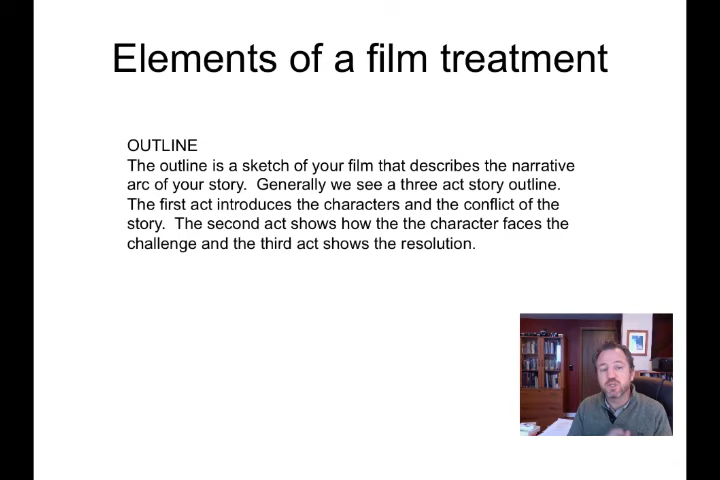 Elements of a film treatment
OUTLINE
The outline is a sketch of your film that describes the narrative
arc of your story.  Generally we see a three act story outline.
The first act introduces the characters and the conflict of the
story.  The second act shows how the the character faces the
challenge and the third act shows the resolution.